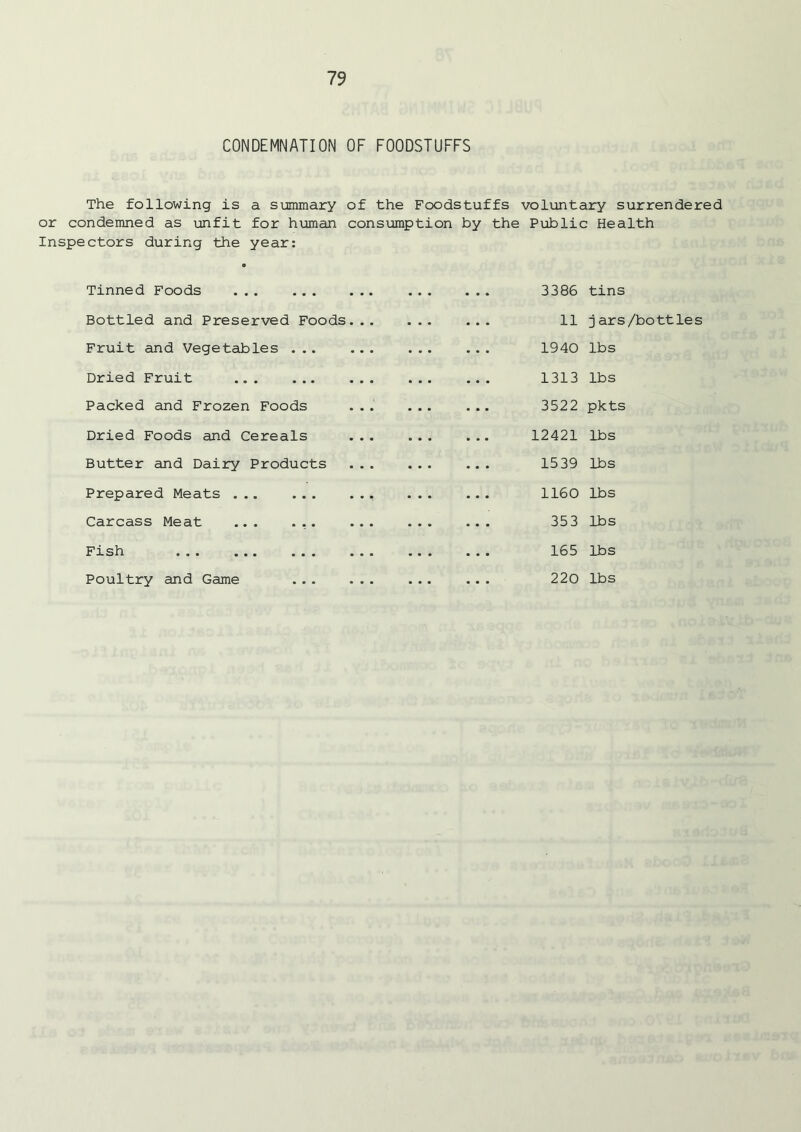 79
CONDEMNATION OF FOODSTUFFS
The following is a summary of the Foodstuffs voluntary surrendered
or condemned as unfit for human consumption by the Public Health
Inspectors during the year:
Tinned Foods ... ... ... ... ... 3386 tins
Bottled and Preserved Foods... ... ... 11 jars/bottles
Fruit and Vegetables ... ... ... ... 1940 lbs
Dried Fruit ... ... ... ... ... 1313 lbs
Packed and Frozen Foods ... ... ... 3522 pkts
Dried Foods and Cereals ... ... ... 12421 lbs
Butter and Dairy Products ... ... ... 1539 lbs
Prepared Meats ... ... ... ... ... 1160 lbs
Carcass Meat ... ... ... ... ... 353 lbs
Fish ... ... ... ... ... ... 165 lbs
Poultry and Game ... ... ... ... 220 lbs